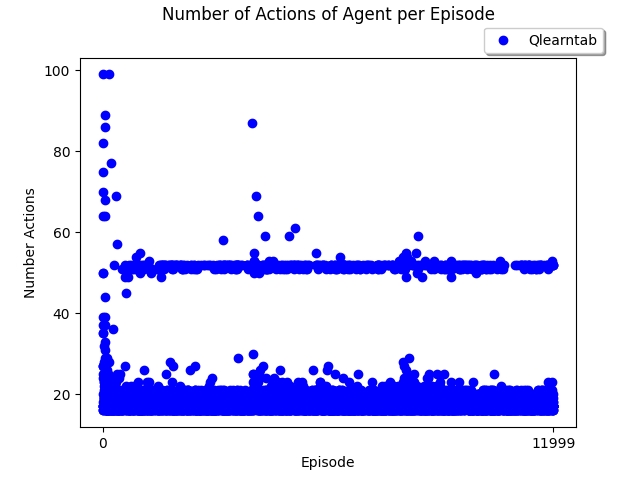 Number of Actions of Agent per Episode
Qlearntab
100
80
60
40
20
Number Actions
0
11999
Episode